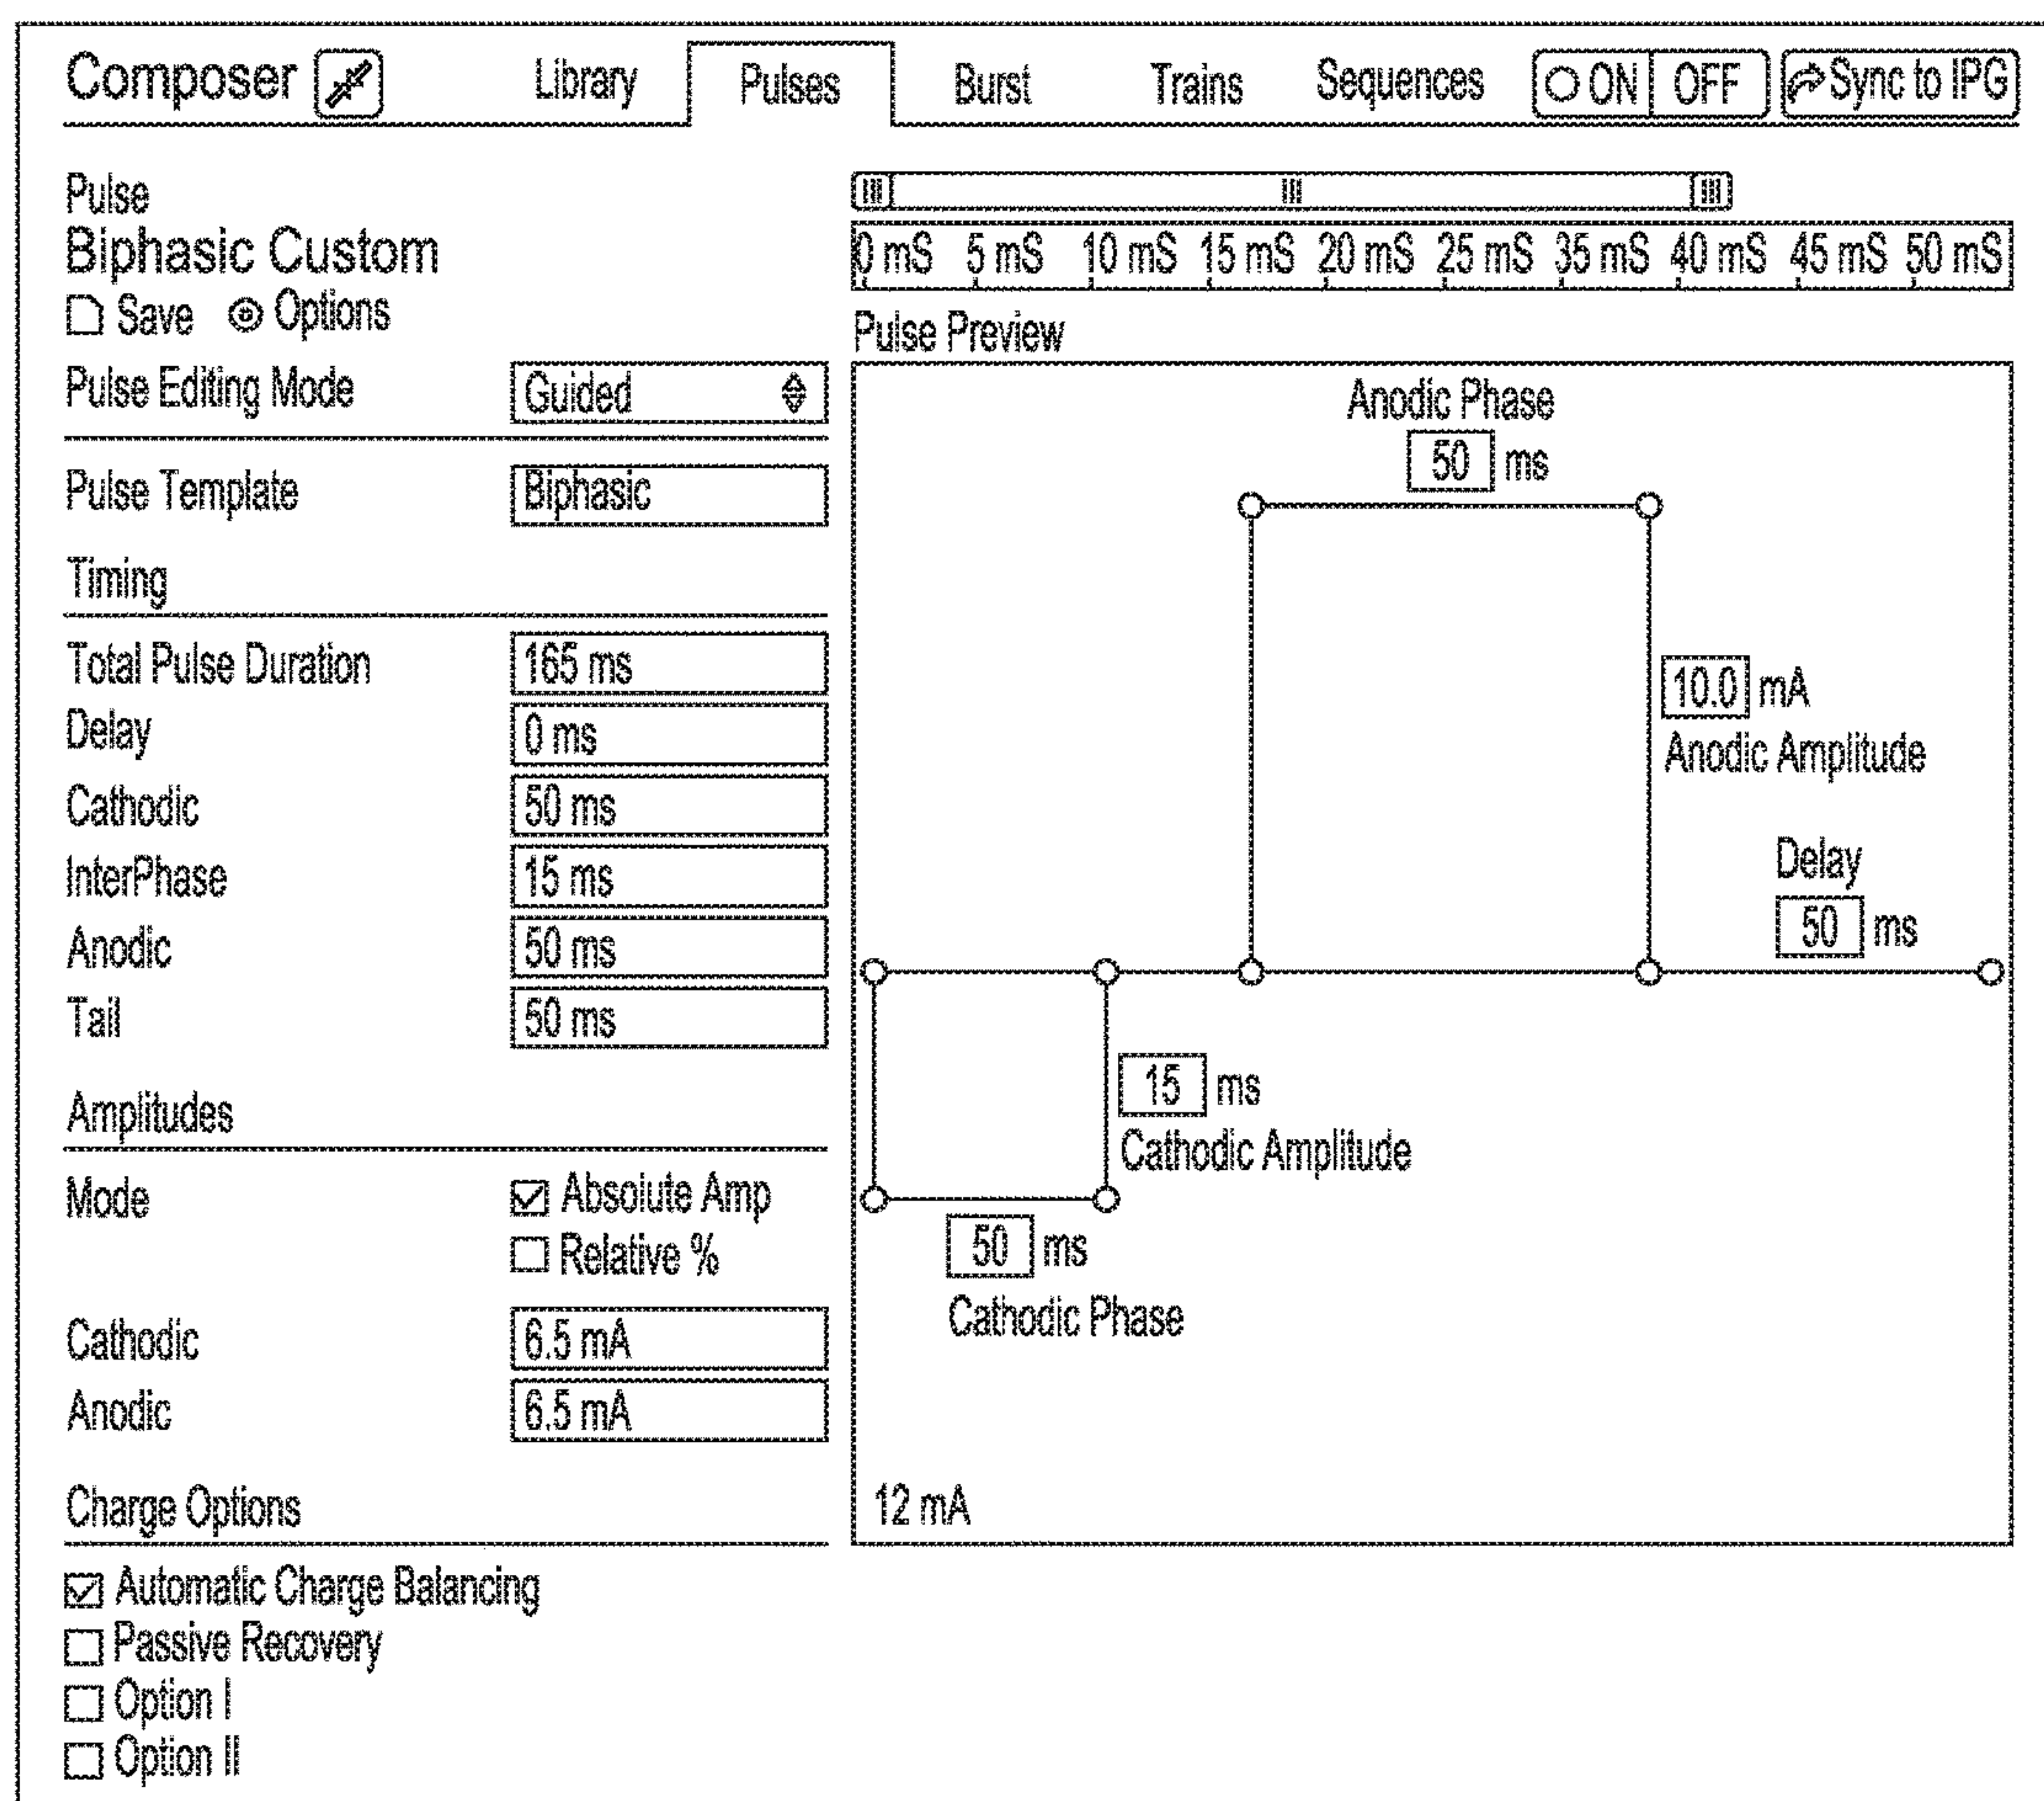 Composer Library Pulses Burst Trains Sequences ON OFF Sync to IPG
Pulse
Biphasic Custom
Save Options
Pulse Editing Mode Guided
Pulse Template Biphasic
Timing
Total Pulse Duration 165 ms
Delay 0 ms
Cathodic 50 ms
InterPhase 15 ms
Anodic 50 ms
Tail 50 ms
Amplitudes
Mode Absoiute Amp
Relative %
Cathodic 6.5 mA
Anodic 6.5 mA
Charge Options
Automatic Charge Balancing
Passive Recovery
Option I
Option II
0 mS 5 mS 10 mS 15 mS 20 mS 25 mS 35 mS 40 mS 45 mS 50 mS
Pulse Preview
Anodic Phase
50 ms
10.0 mA
Anodic Amplitude
Delay
50 ms
15 ms
Cathodic Amplitude
50 ms
Cathodic Phase
12 mA